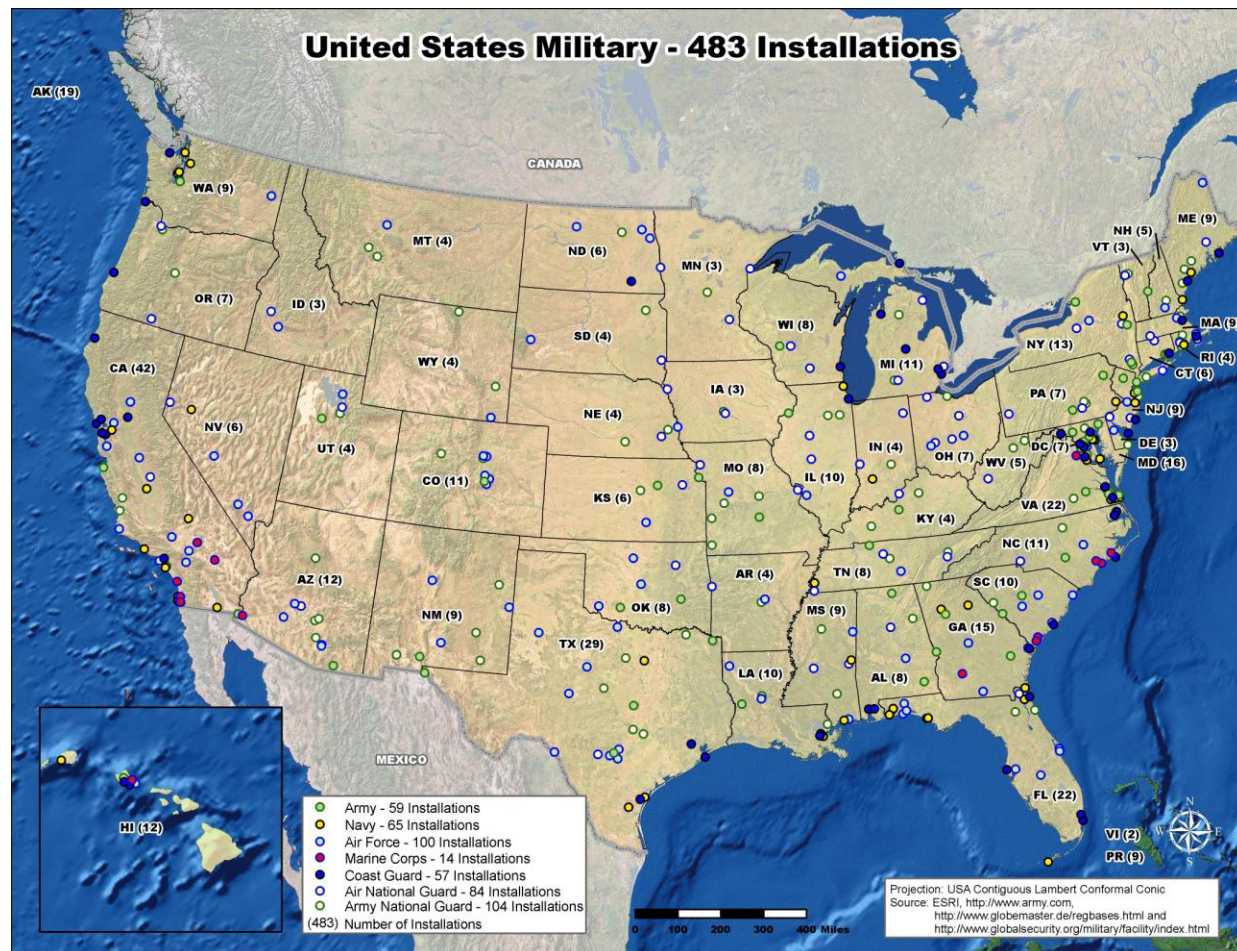 United States Military - 483 Installations
AK (19)
CANADA
WA (9)
MT (4)
ND (6)
MN (3)
ME (9)
NH (5)
VT (3)
OR (7)
ID (3)
SD (4)
WI (8)
MI (11)
NY (13)
MA (9)
RI (4)
CT (6)
CA (42)
WY (4)
IA (3)
PA (7)
NJ (9)
NV (6)
UT (4)
NE (4)
IL (10)
IN (4)
OH (7)
WV (5)
DC (7)
DE (3)
MD (16)
CO (11)
KS (6)
MO (8)
KY (4)
VA (22)
AZ (12)
NM (9)
OK (8)
AR (4)
TN (8)
NC (11)
SC (10)
TX (29)
LA (10)
MS (9)
AL (8)
GA (15)
MEXICO
FL (22)
HI (12)
VI (2)
PR (9)
N
W
E
S
Army - 59 Installations
Navy - 65 Installations
Air Force - 100 Installations
Marine Corps - 14 Installations
Coast Guard - 57 Installations
Air National Guard - 84 Installations
Army National Guard - 104 Installations
(483) Number of Installations
0 100 200 300 400 Miles
Projection: USA Contiguous Lambert Conformal Conic
Source: ESRI, http://www.army.com,
http://www.globemaster.de/regbases.html and
http://www.globalsecurity.org/military/facility/index.html